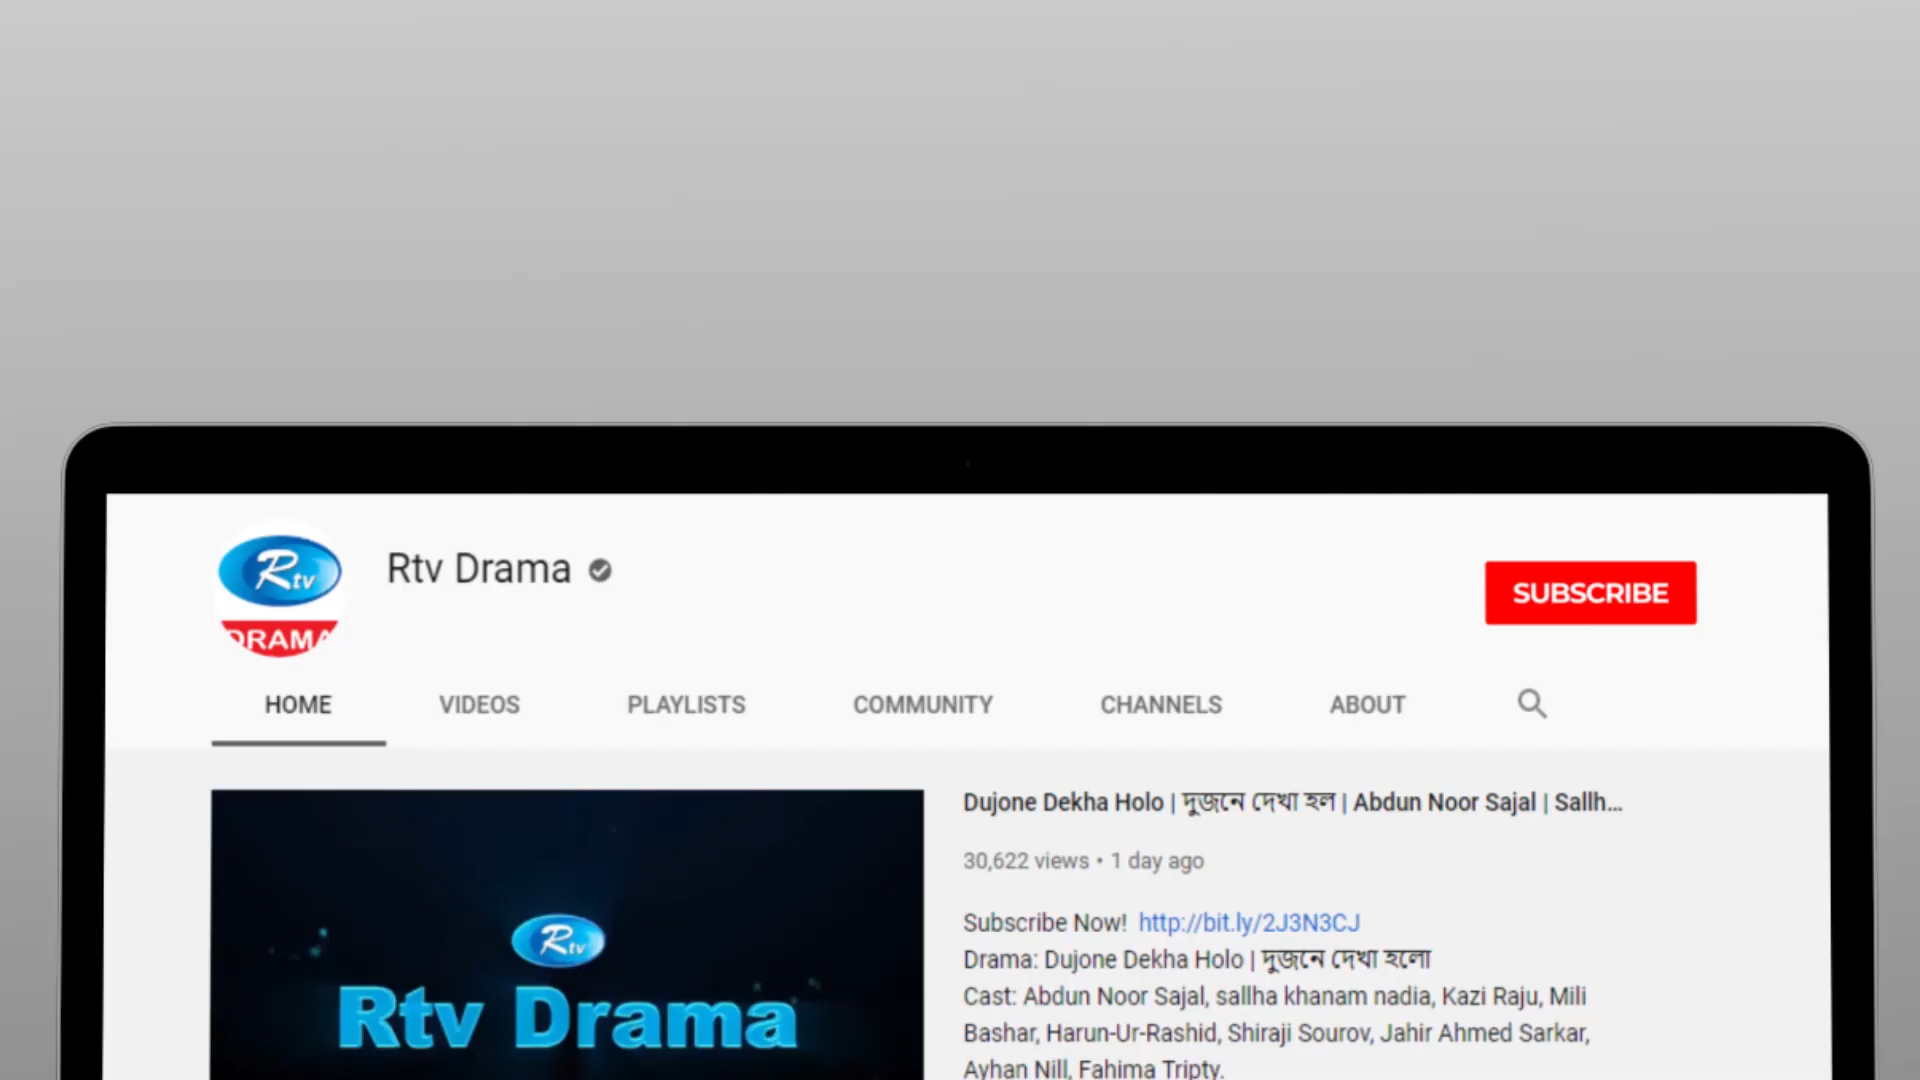 Rtv
DRAMA
Rtv Drama
SUBSCRIBE
HOME VIDEOS PLAYLISTS COMMUNITY CHANNELS ABOUT
Rtv
Rtv Drama
Dujone Dekha Holo | দুজনে দেখা হল | Abdun Noor Sajal | Sallh...
30,622 views • 1 day ago
Subscribe Now! http://bit.ly/2J3N3CJ
Drama: Dujone Dekha Holo | দুজনে দেখা হলো
Cast: Abdun Noor Sajal, sallha khanam nadia, Kazi Raju, Mili
Bashar, Harun-Ur-Rashid, Shiraji Sourov, Jahir Ahmed Sarkar,
Ayhan Nill, Fahima Tripty.